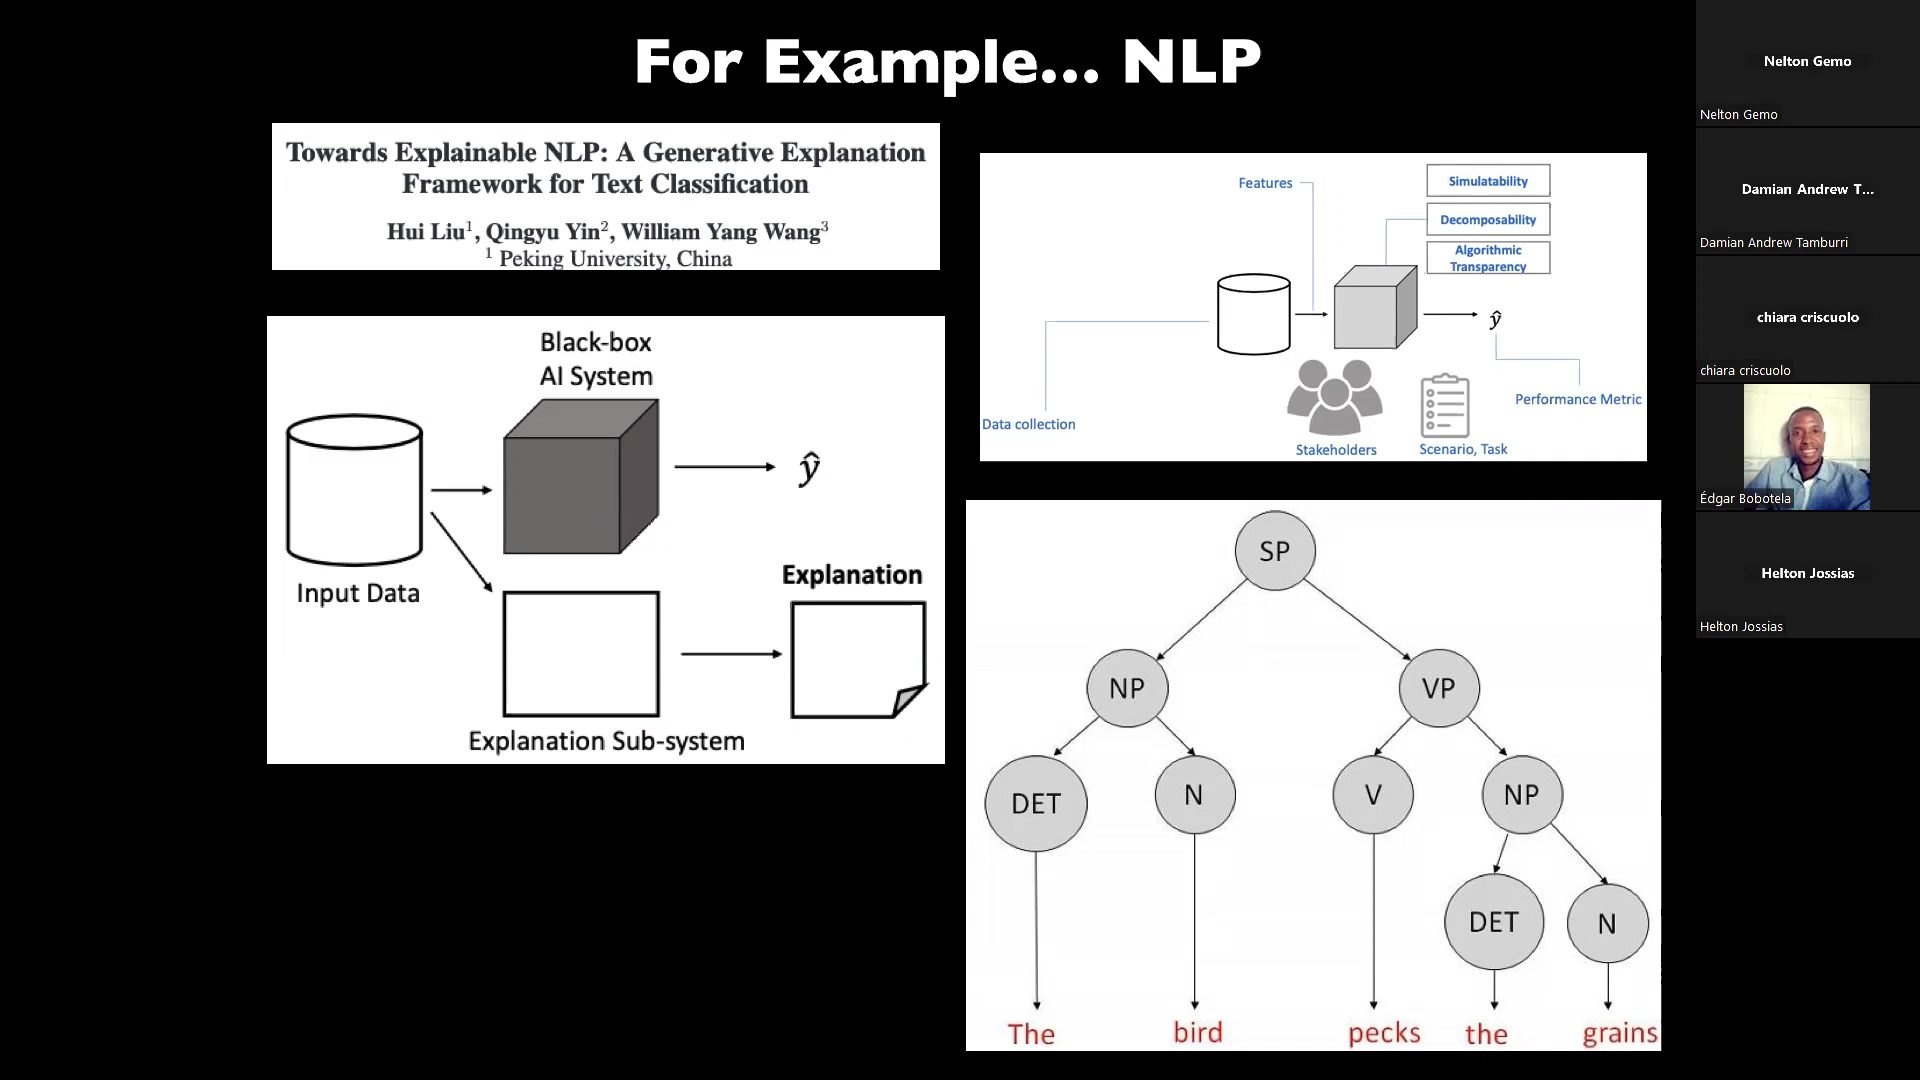 For Example... NLP
Towards Explainable NLP: A Generative Explanation
Framework for Text Classification
Hui Liu¹, Qingyu Yin², William Yang Wang³
¹ Peking University, China
Black-box
AI System
ŷ
Input Data
Explanation
Explanation Sub-system
Features
Simulatability
Decomposability
Algorithmic
Transparency
ŷ
Data collection
Performance Metric
Stakeholders
Scenario, Task
SP
NP
VP
DET
N
V
NP
DET
N
The bird pecks the grains
Nelton Gemo
Nelton Gemo
Damian Andrew T...
Damian Andrew Tamburri
chiara criscuolo
chiara criscuolo
Édgar Bobotela
Helton Jossias
Helton Jossias